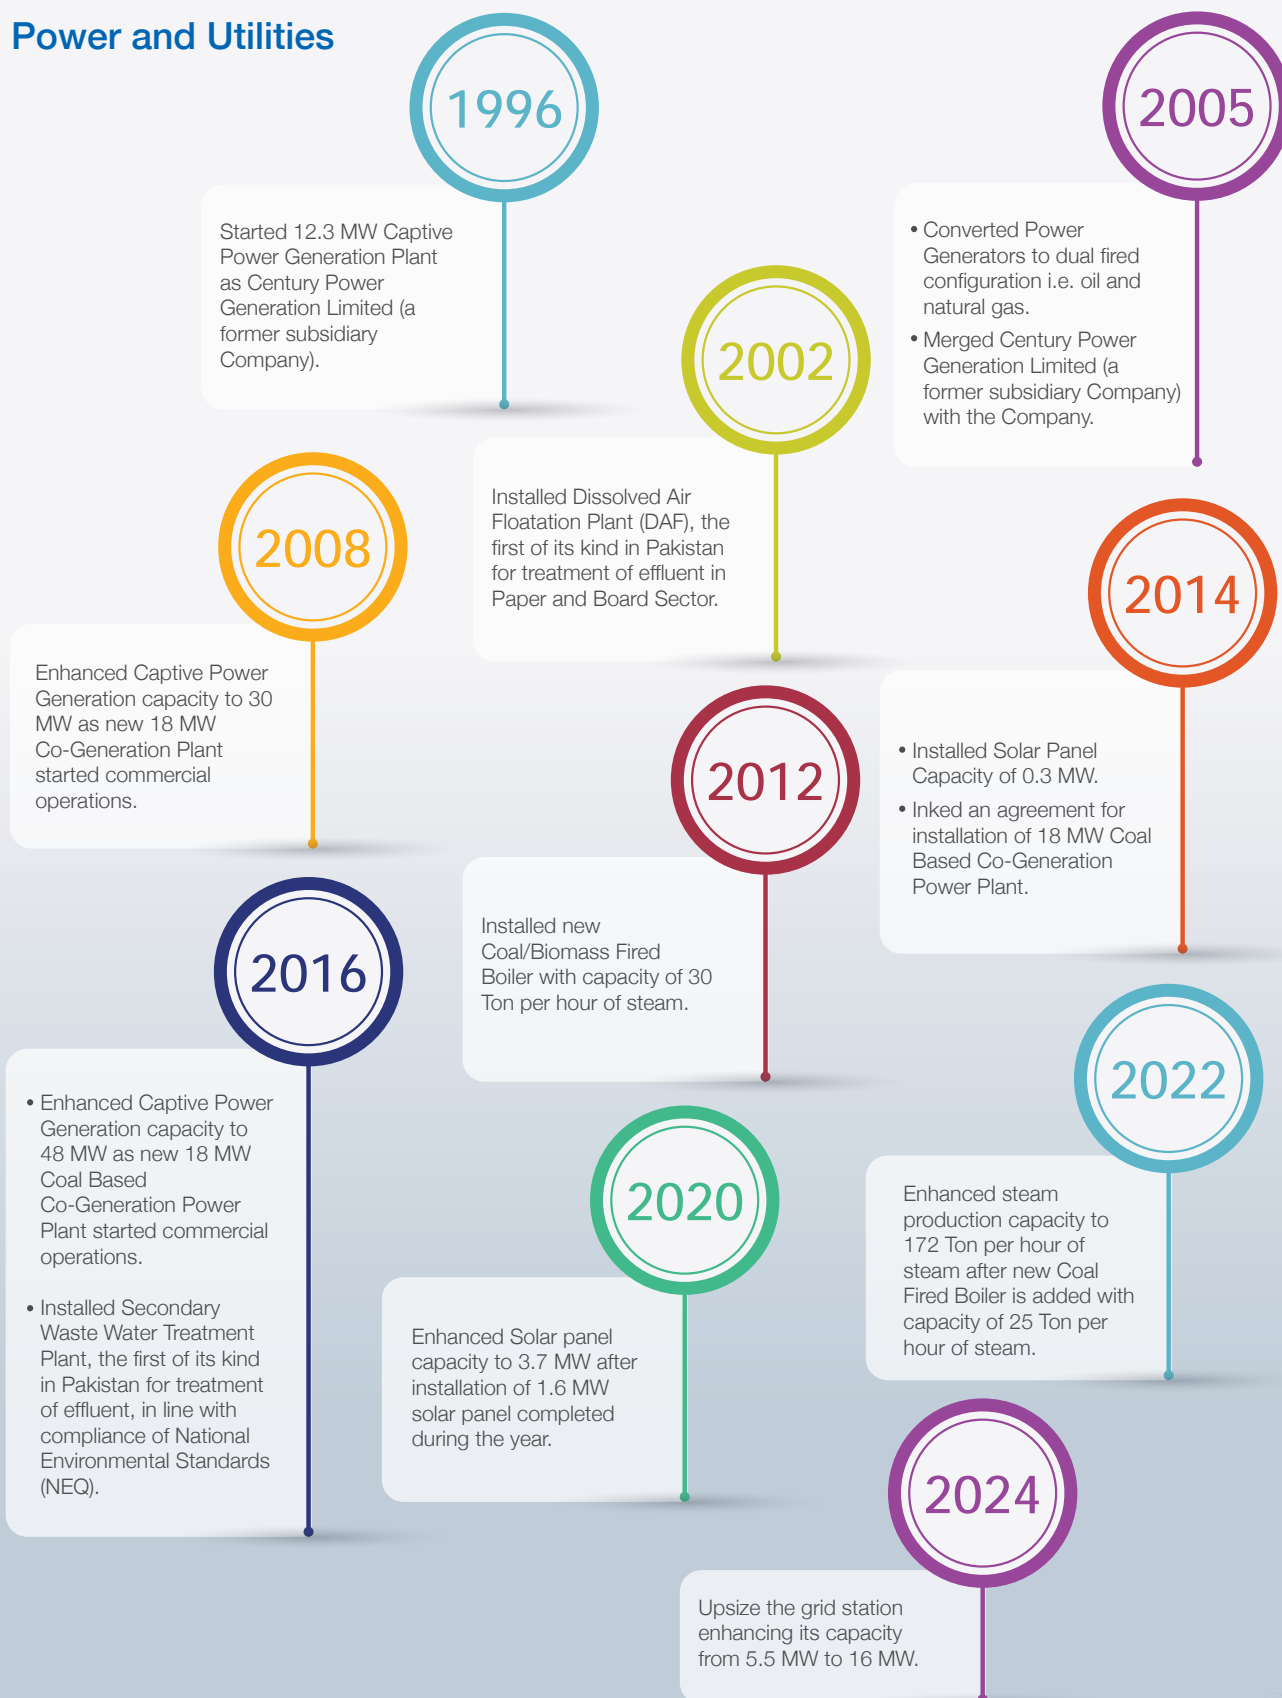 Power and Utilities
1996
Started 12.3 MW Captive
Power Generation Plant
as Century Power
Generation Limited (a
former subsidiary
Company).
2002
Installed Dissolved Air
Floatation Plant (DAF), the
first of its kind in Pakistan
for treatment of effluent in
Paper and Board Sector.
2005
• Converted Power
Generators to dual fired
configuration i.e. oil and
natural gas.
• Merged Century Power
Generation Limited (a
former subsidiary Company)
with the Company.
2008
Enhanced Captive Power
Generation capacity to 30
MW as new 18 MW
Co-Generation Plant
started commercial
operations.
2012
Installed new
Coal/Biomass Fired
Boiler with capacity of 30
Ton per hour of steam.
2014
• Installed Solar Panel
Capacity of 0.3 MW.
• Inked an agreement for
installation of 18 MW Coal
Based Co-Generation
Power Plant.
2016
• Enhanced Captive Power
Generation capacity to
48 MW as new 18 MW
Coal Based
Co-Generation Power
Plant started commercial
operations.
• Installed Secondary
Waste Water Treatment
Plant, the first of its kind
in Pakistan for treatment
of effluent, in line with
compliance of National
Environmental Standards
(NEQ).
2020
Enhanced Solar panel
capacity to 3.7 MW after
installation of 1.6 MW
solar panel completed
during the year.
2022
Enhanced steam
production capacity to
172 Ton per hour of
steam after new Coal
Fired Boiler is added with
capacity of 25 Ton per
hour of steam.
2024
Upsize the grid station
enhancing its capacity
from 5.5 MW to 16 MW.